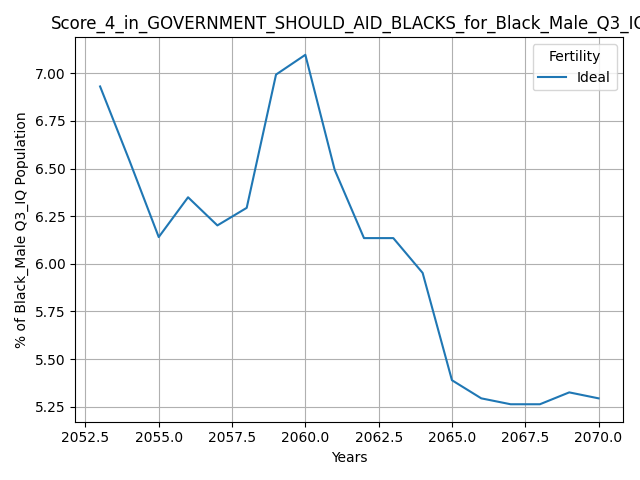 Score_4_in_GOVERNMENT_SHOULD_AID_BLACKS_for_Black_Male_Q3_IQ
Fertility
Ideal
% of Black_Male Q3_IQ Population
7.00
6.75
6.50
6.25
6.00
5.75
5.50
5.25
2052.5 2055.0 2057.5 2060.0 2062.5 2065.0 2067.5 2070.0
Years